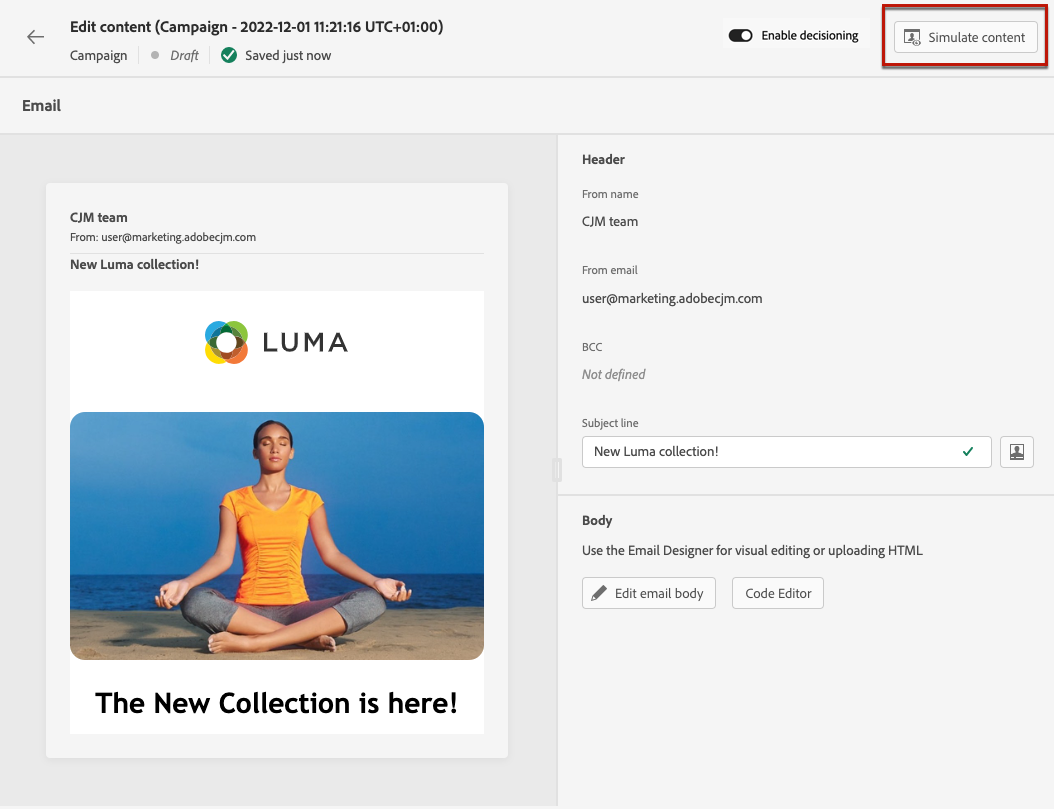 Edit content (Campaign - 2022-12-01 11:21:16 UTC+01:00)
Campaign Draft Saved just now
Enable decisioning
Simulate content
Email
CJM team
From: user@marketing.adobecjm.com
New Luma collection!
LUMA
The New Collection is here!
Header
From name
CJM team
From email
user@marketing.adobecjm.com
BCC
Not defined
Subject line
New Luma collection!
Body
Use the Email Designer for visual editing or uploading HTML
Edit email body
Code Editor